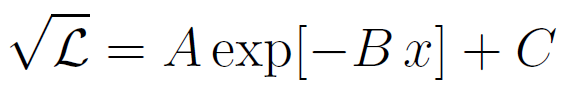 √ℒ = A exp[−B x] + C